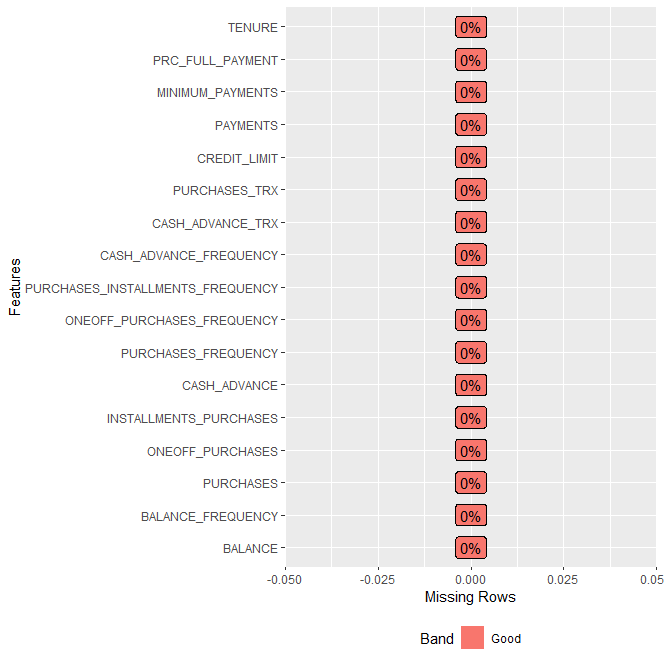 TENURE 0%
PRC_FULL_PAYMENT 0%
MINIMUM_PAYMENTS 0%
PAYMENTS 0%
CREDIT_LIMIT 0%
PURCHASES_TRX 0%
CASH_ADVANCE_TRX 0%
CASH_ADVANCE_FREQUENCY 0%
PURCHASES_INSTALLMENTS_FREQUENCY 0%
ONEOFF_PURCHASES_FREQUENCY 0%
PURCHASES_FREQUENCY 0%
CASH_ADVANCE 0%
INSTALLMENTS_PURCHASES 0%
ONEOFF_PURCHASES 0%
PURCHASES 0%
BALANCE_FREQUENCY 0%
BALANCE 0%
Features
-0.050 -0.025 0.000 0.025 0.05
Missing Rows
Band Good